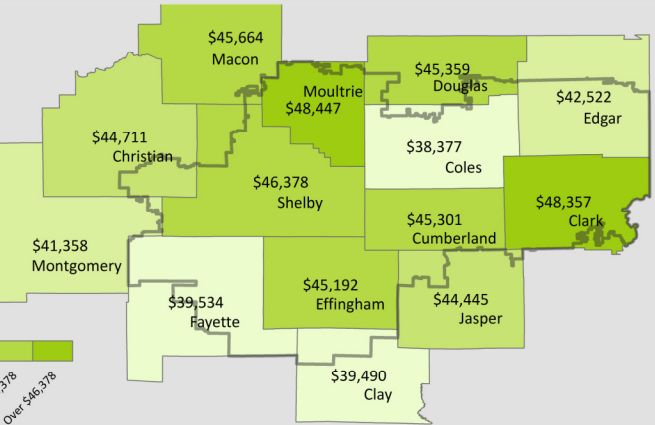 $45,664
Macon
Moultrie
$48,447
$45,359
Douglas
$42,522
Edgar
$44,711
Christian
$38,377
Coles
$46,378
Shelby
$48,357
Clark
$45,301
Cumberland
$41,358
Montgomery
$45,192
Effingham
$44,445
Jasper
$39,534
Fayette
$39,490
Clay
Over $46,378